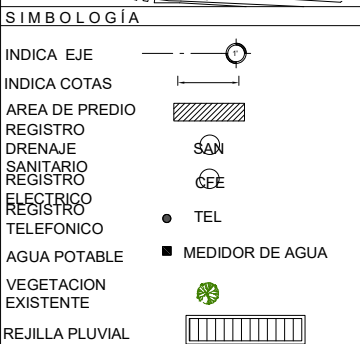 SIMBOLOGÍA
INDICA EJE
1'
INDICA COTAS
AREA DE PREDIO
REGISTRO
DRENAJE SAN
SANITARIO
REGISTRO CFE
ELECTRICO
REGISTRO TEL
TELEFONICO
AGUA POTABLE MEDIDOR DE AGUA
VEGETACION
EXISTENTE
REJILLA PLUVIAL